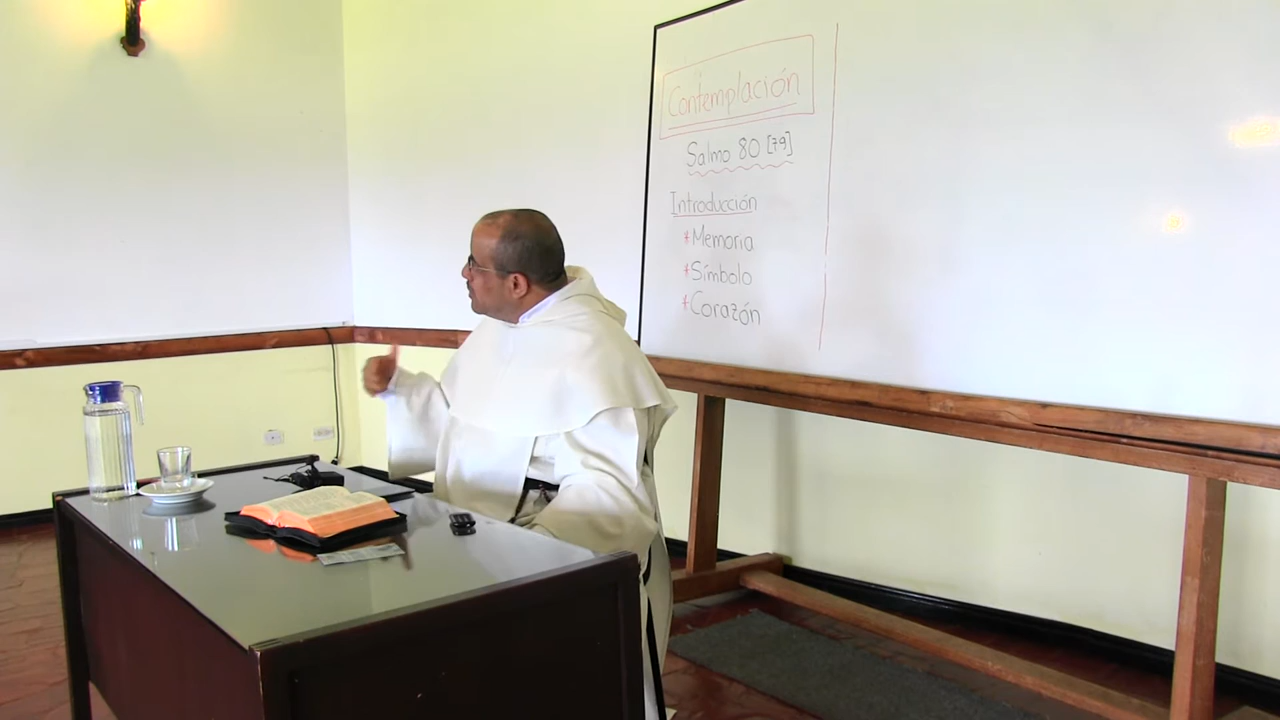 Contemplación
Salmo 80 [79]
Introducción
* Memoria
* Símbolo
* Corazón